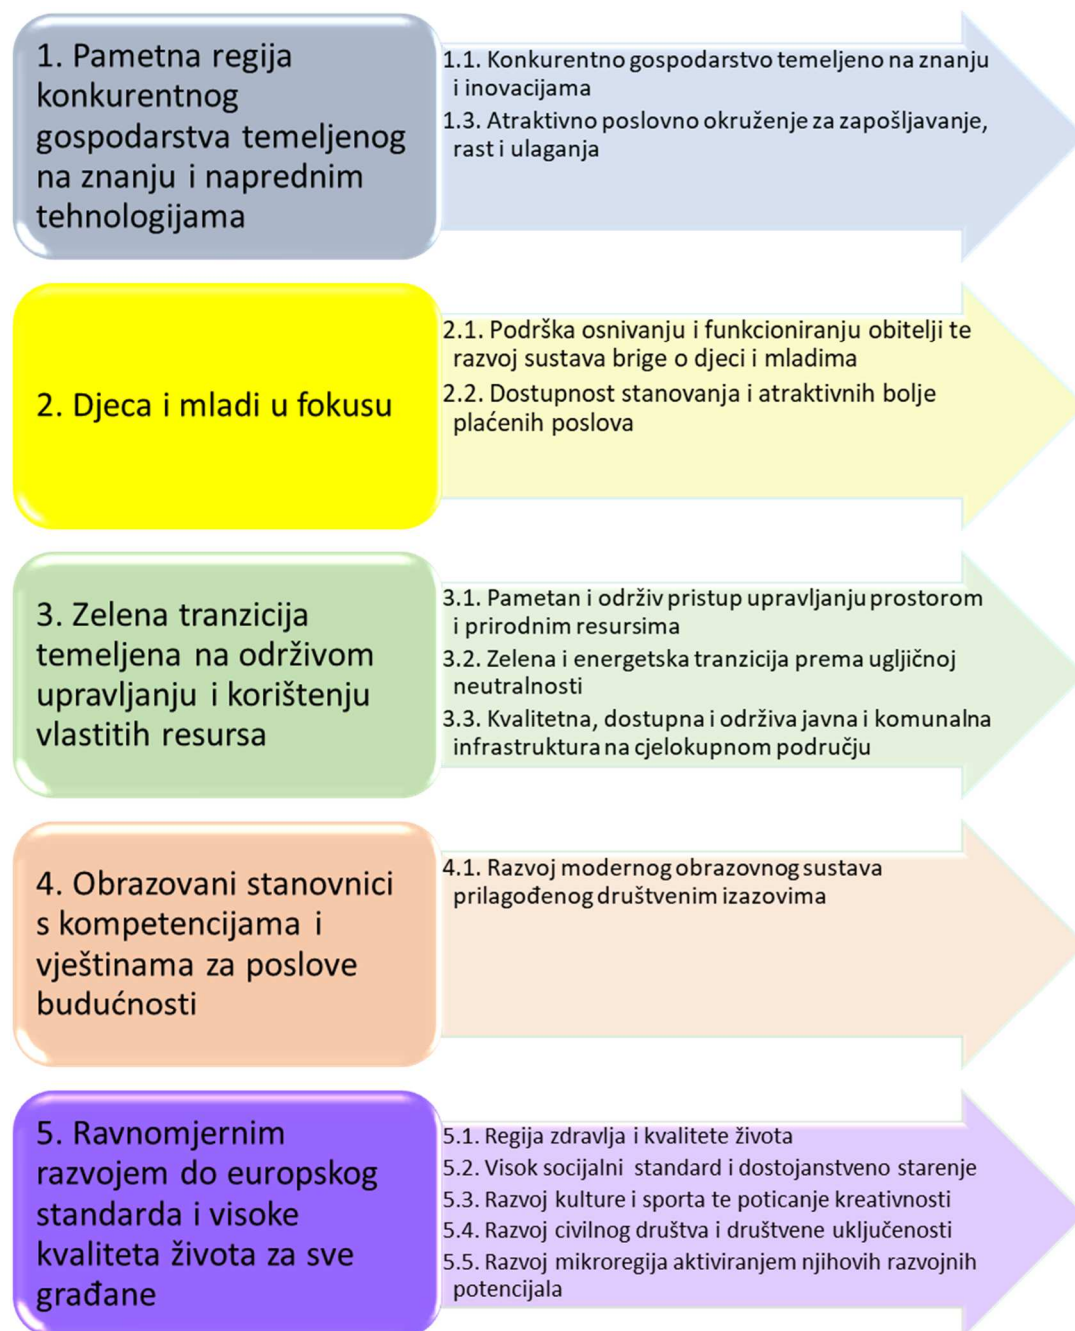 1. Pametna regija
konkurentnog
gospodarstva temeljenog
na znanju i naprednim
tehnologijama
1.1. Konkurentno gospodarstvo temeljeno na znanju
i inovacijama
1.3. Atraktivno poslovno okruženje za zapošljavanje,
rast i ulaganja
2. Djeca i mladi u fokusu
2.1. Podrška osnivanju i funkcioniranju obitelji te
razvoj sustava brige o djeci i mladima
2.2. Dostupnost stanovanja i atraktivnih bolje
plaćenih poslova
3. Zelena tranzicija
temeljena na održivom
upravljanju i korištenju
vlastitih resursa
3.1. Pametan i održiv pristup upravljanju prostorom
i prirodnim resursima
3.2. Zelena i energetska tranzicija prema ugljičnoj
neutralnosti
3.3. Kvalitetna, dostupna i održiva javna i komunalna
infrastruktura na cjelokupnom području
4. Obrazovani stanovnici
s kompetencijama i
vještinama za poslove
budućnosti
4.1. Razvoj modernog obrazovnog sustava
prilagođenog društvenim izazovima
5. Ravnomjernim
razvojem do europskog
standarda i visoke
kvaliteta života za sve
građane
5.1. Regija zdravlja i kvalitete života
5.2. Visok socijalni standard i dostojanstveno starenje
5.3. Razvoj kulture i sporta te poticanje kreativnosti
5.4. Razvoj civilnog društva i društvene uključenosti
5.5. Razvoj mikroregija aktiviranjem njihovih razvojnih
potencijala